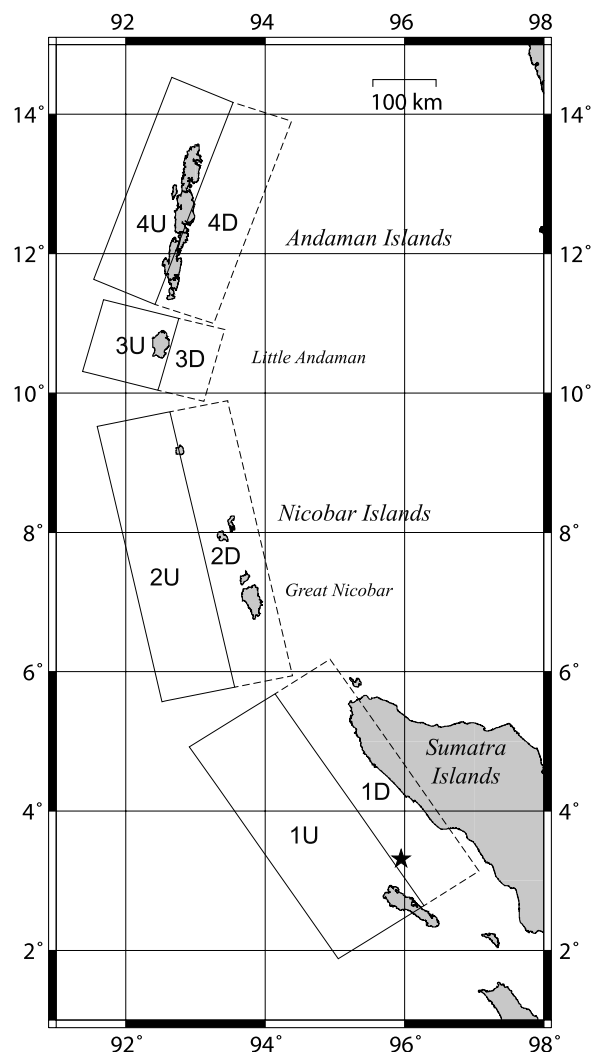 92 94 96 98
14° 14°
100 km
4U 4D
Andaman Islands
12° 12°
3U 3D
Little Andaman
10° 10°
Nicobar Islands
8° 8°
2D
2U
Great Nicobar
6° 6°
Sumatra
Islands
1D
4° 4°
1U
2° 2°
92 94 96 98